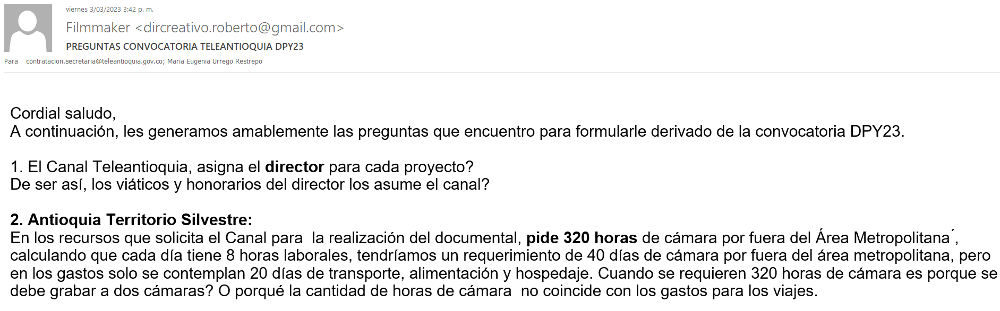 viernes 3/03/2023 3:42 p. m.
Filmmaker <dircreativo.roberto@gmail.com>
PREGUNTAS CONVOCATORIA TELEANTIOQUIA DPY23
Para contratacion.secretaria@teleantioquia.gov.co; Maria Eugenia Urrego Restrepo
Cordial saludo,
A continuación, les generamos amablemente las preguntas que encuentro para formularle derivado de la convocatoria DPY23.
1. El Canal Teleantioquia, asigna el director para cada proyecto?
De ser así, los viáticos y honorarios del director los asume el canal?
2. Antioquia Territorio Silvestre:
En los recursos que solicita el Canal para  la realización del documental, pide 320 horas de cámara por fuera del Área Metropolitana ́,
calculando que cada día tiene 8 horas laborales, tendríamos un requerimiento de 40 días de cámara por fuera del área metropolitana, pero
en los gastos solo se contemplan 20 días de transporte, alimentación y hospedaje. Cuando se requieren 320 horas de cámara es porque se
debe grabar a dos cámaras? O porqué la cantidad de horas de cámara  no coincide con los gastos para los viajes.